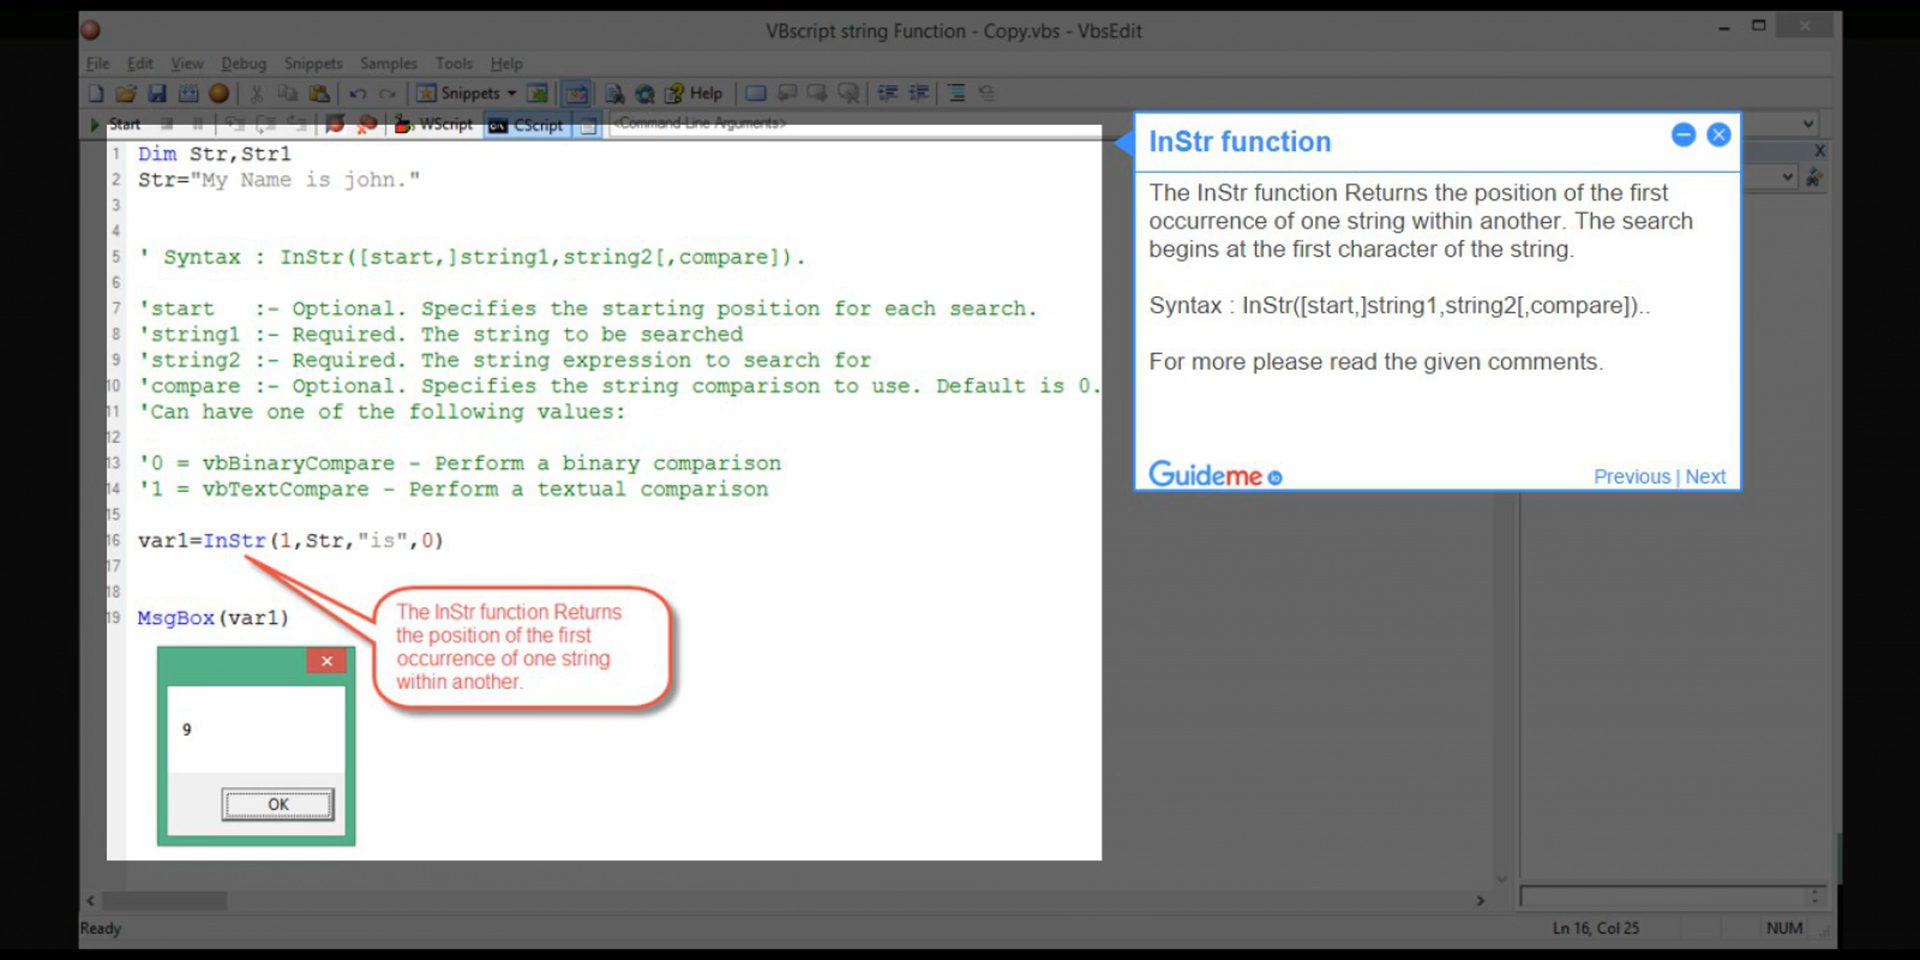 VBscript string Function - Copy.vbs - VbsEdit
File Edit View Debug Snippets Samples Tools Help
Snippets Help
Start WScript CScript <Command-Line Arguments>
1 Dim Str,Str1
2 Str="My Name is john."
3
4
5 ' Syntax : InStr([start,]string1,string2[,compare]).
6
7 'start :- Optional. Specifies the starting position for each search.
8 'string1 :- Required. The string to be searched
9 'string2 :- Required. The string expression to search for
10 'compare :- Optional. Specifies the string comparison to use. Default is 0.
11 'Can have one of the following values:
12
13 '0 = vbBinaryCompare - Perform a binary comparison
14 '1 = vbTextCompare - Perform a textual comparison
15
16 var1=InStr(1,Str,"is",0)
17
18
19 MsgBox(var1)
The InStr function Returns
the position of the first
occurrence of one string
within another.
9
OK
InStr function
The InStr function Returns the position of the first
occurrence of one string within another. The search
begins at the first character of the string.
Syntax : InStr([start,]string1,string2[,compare])..
For more please read the given comments.
Guideme
Previous | Next
Ready
Ln 16, Col 25
NUM